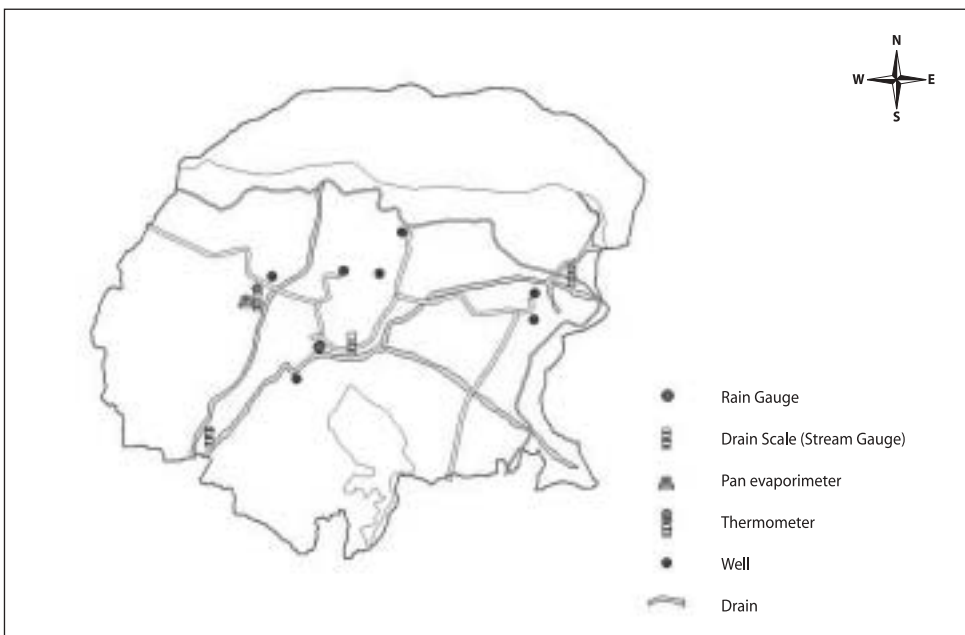 N
W E
S
Rain Gauge
Drain Scale (Stream Gauge)
Pan evaporimeter
Thermometer
Well
Drain